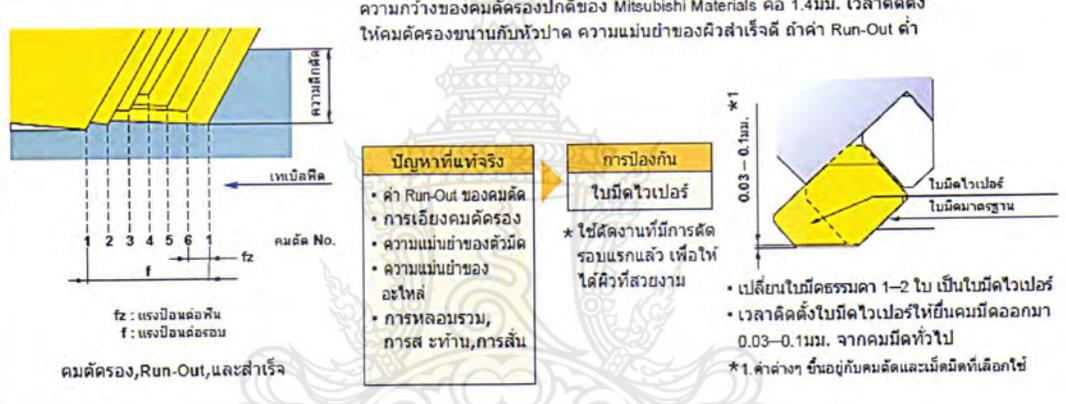 ความกว้างของคมตัดรองปกติของ Mitsubishi Materials คือ 1.4มม. เวลาติดตั้ง
ให้คมตัดรองขนานกับหัวปาด ความแม่นยำของผิวสำเร็จดี ถ้าค่า Run-Out ต่ำ
ความลึกตัด
เทเบิลฟีด
1 2 3 4 5 6 1
คมตัด No.
fz
f
fz : แรงป้อนต่อฟัน
f : แรงป้อนต่อรอบ
คมตัดรอง,Run-Out,และสำเร็จ
ปัญหาที่แท้จริง
• ค่า Run-Out ของคมตัด
• การเอียงคมตัดรอง
• ความแม่นยำของตัวมีด
• ความแม่นยำของ
อะไหล่
• การหลอมรวม,
การส ะท้าน,การสั่น
การป้องกัน
ใบมีดไวเปอร์
* ใช้ตัดงานที่มีการตัด
รอบแรกแล้ว เพื่อให้
ได้ผิวที่สวยงาม
0.03 – 0.1มม. *1
ใบมีดไวเปอร์
ใบมีดมาตรฐาน
• เปลี่ยนใบมีดธรรมดา 1–2 ใบ เป็นใบมีดไวเปอร์
• เวลาติดตั้งใบมีดไวเปอร์ให้ยื่นคมมีดออกมา
0.03–0.1มม. จากคมมีดทั่วไป
*1.ค่าต่างๆ ขึ้นอยู่กับคมตัดและเม็ดมีดที่เลือกใช้